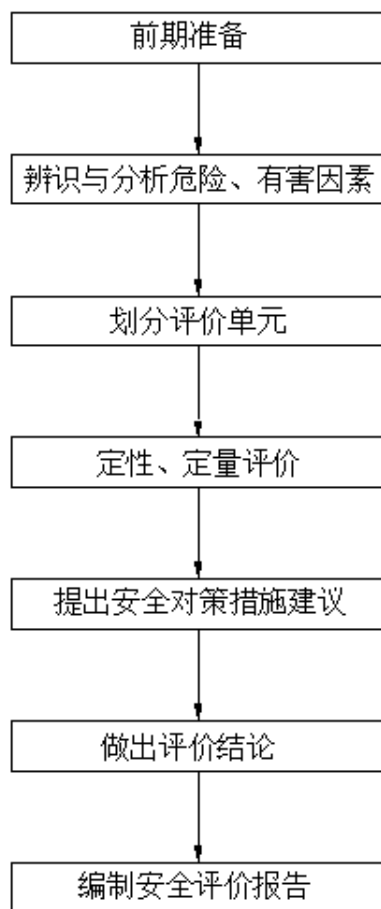 前期准备
辨识与分析危险、有害因素
划分评价单元
定性、定量评价
提出安全对策措施建议
做出评价结论
编制安全评价报告